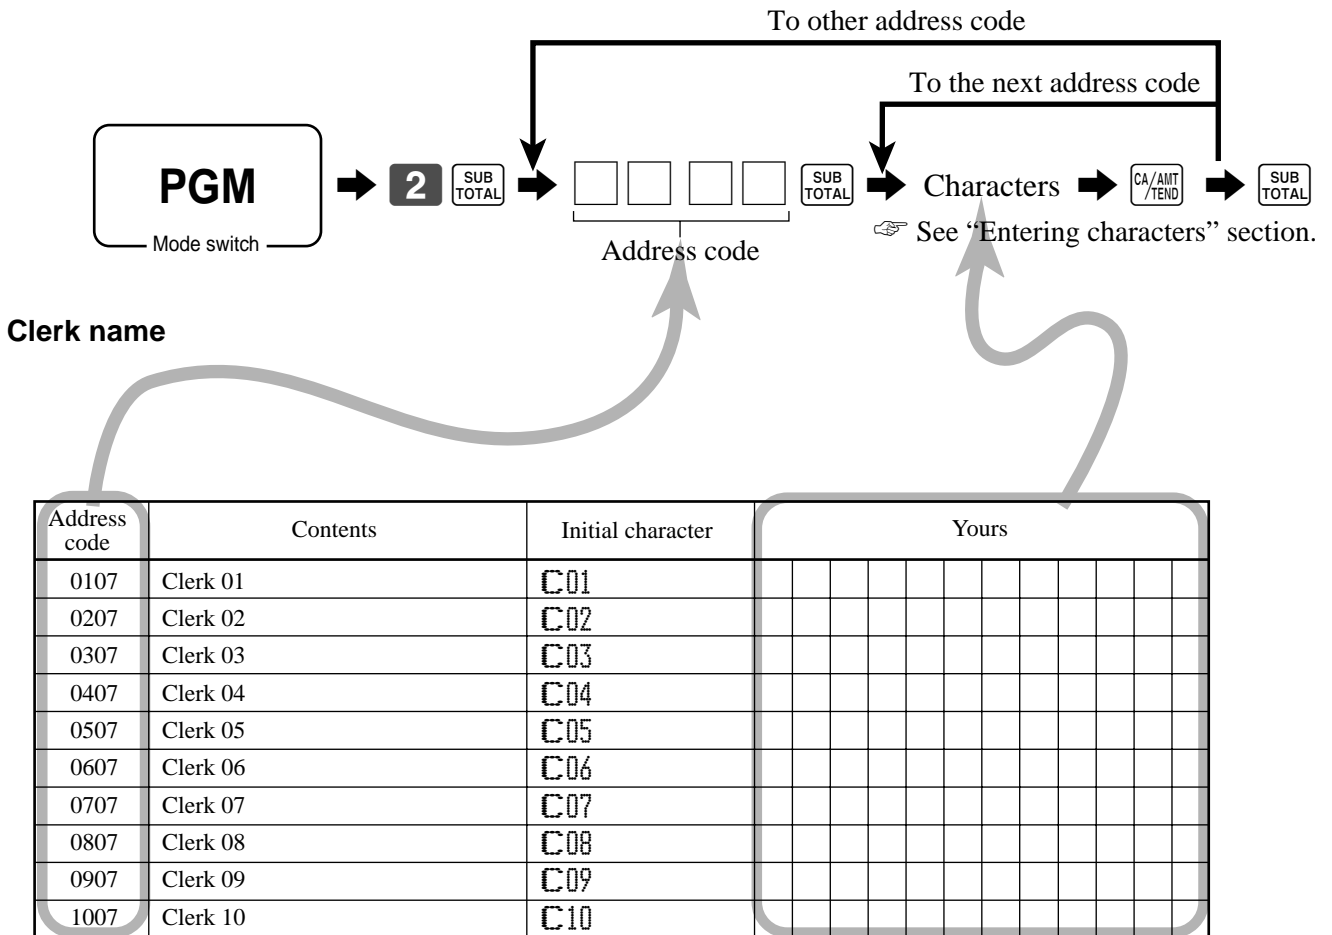 To other address code
To the next address code
PGM
Mode switch
2
SUB TOTAL
SUB TOTAL
Characters
CA/AMT TEND
SUB TOTAL
☞ See “Entering characters” section.
Address code
Clerk name
Address code Contents Initial character Yours
0107 Clerk 01 C01
0207 Clerk 02 C02
0307 Clerk 03 C03
0407 Clerk 04 C04
0507 Clerk 05 C05
0607 Clerk 06 C06
0707 Clerk 07 C07
0807 Clerk 08 C08
0907 Clerk 09 C09
1007 Clerk 10 C10